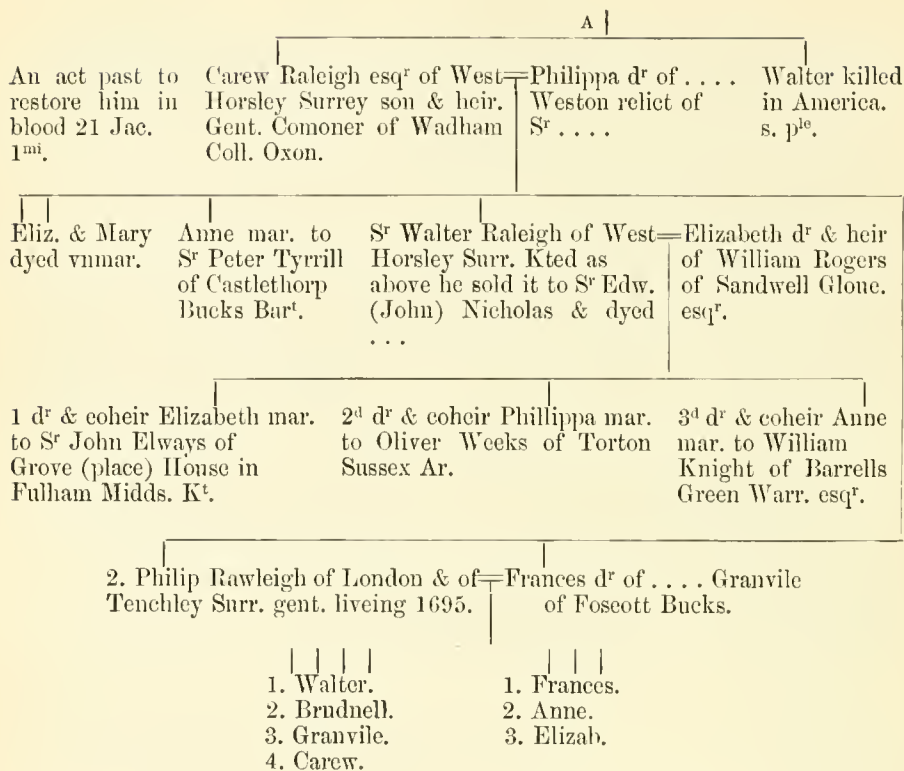 A
An act past to
restore him in
blood 21 Jac.
1mi.
Carew Raleigh esqr of West
Horsley Surrey son & heir.
Gent. Comoner of Wadham
Coll. Oxon.
Philippa dr of . . . .
Weston relict of
Sr . . . .
Walter killed
in America.
s. ple.
Eliz. & Mary
dyed vnmar.
Anne mar. to
Sr Peter Tyrrill
of Castlethorp
Bucks Bart.
Sr Walter Raleigh of West
Horsley Surr. Kted as
above he sold it to Sr Edw.
(John) Nicholas & dyed
. . .
Elizabeth dr & heir
of William Rogers
of Sandwell Glouc.
esqr.
1 dr & coheir Elizabeth mar.
to Sr John Elways of
Grove (place) House in
Fulham Midds. Kt.
2d dr & coheir Phillippa mar.
to Oliver Weeks of Torton
Sussex Ar.
3d dr & coheir Anne
mar. to William
Knight of Barrells
Green Warr. esqr.
2. Philip Rawleigh of London & of
Tenchley Surr. gent. liveing 1695.
Frances dr of . . . . Granvile
of Foscott Bucks.
1. Walter.
2. Brudnell.
3. Granvile.
4. Carew.
1. Frances.
2. Anne.
3. Elizab.